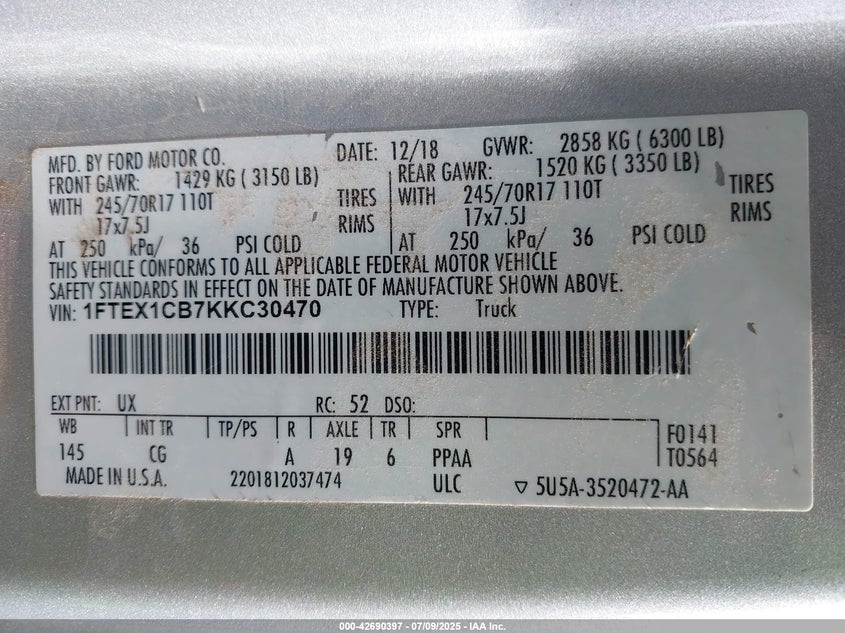 MFD. BY FORD MOTOR CO. DATE: 12/18 GVWR: 2858 KG ( 6300 LB)
FRONT GAWR: 1429 KG ( 3150 LB) REAR GAWR: 1520 KG ( 3350 LB)
WITH 245/70R17 110T TIRES WITH 245/70R17 110T TIRES
17x7.5J RIMS 17x7.5J RIMS
AT 250 kPa/ 36 PSI COLD AT 250 kPa/ 36 PSI COLD
THIS VEHICLE CONFORMS TO ALL APPLICABLE FEDERAL MOTOR VEHICLE
SAFETY STANDARDS IN EFFECT ON THE DATE OF MANUFACTURE SHOWN ABOVE.
VIN: 1FTEX1CB7KKC30470 TYPE: Truck
EXT PNT: UX RC: 52 DSO:
WB INT TR TP/PS R AXLE TR SPR F0141
145 CG A 19 6 PPAA T0564
MADE IN U.S.A. 2201812037474 ULC ▽ 5U5A-3520472-AA
000-42690397 - 07/09/2025 - IAA Inc.